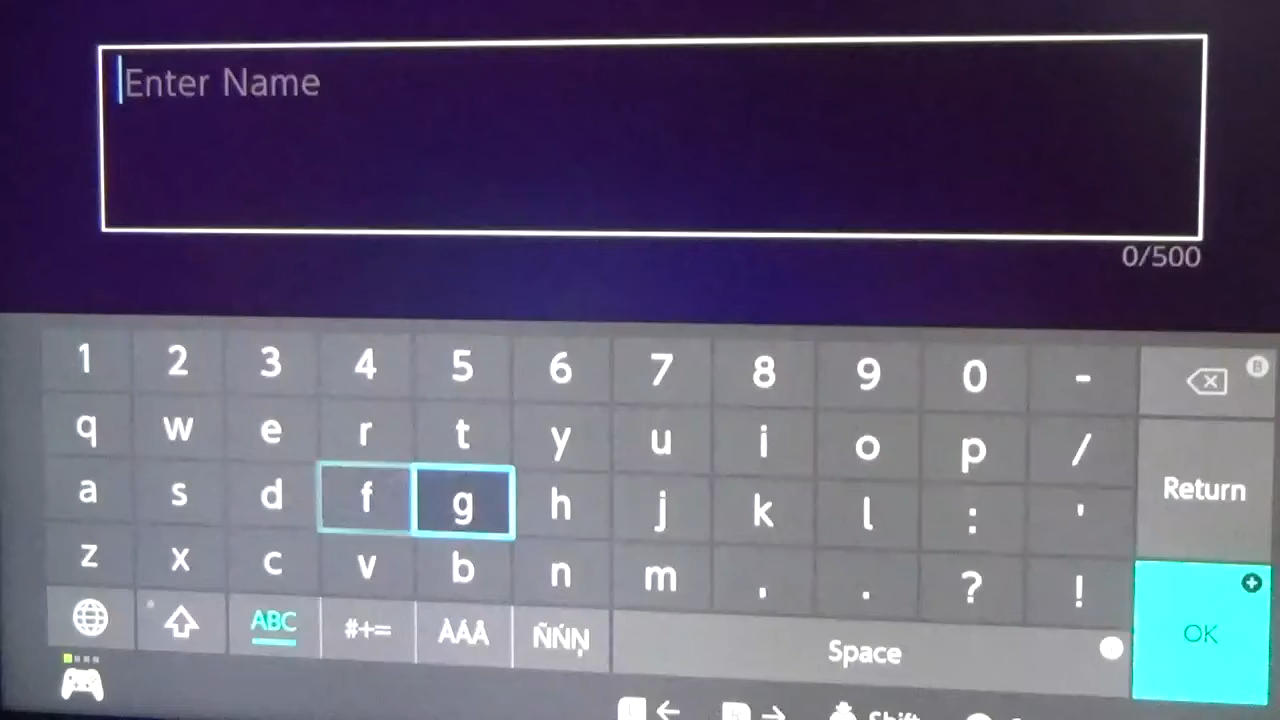 Enter Name
0/500
1 2 3 4 5 6 7 8 9 0 - B
q w e r t y u i o p /
a s d f g h j k l : ' Return
z x c v b n m , . ? ! +
ABC #+= ÀÁÂ ÑŃŅ Space OK
← → Shift